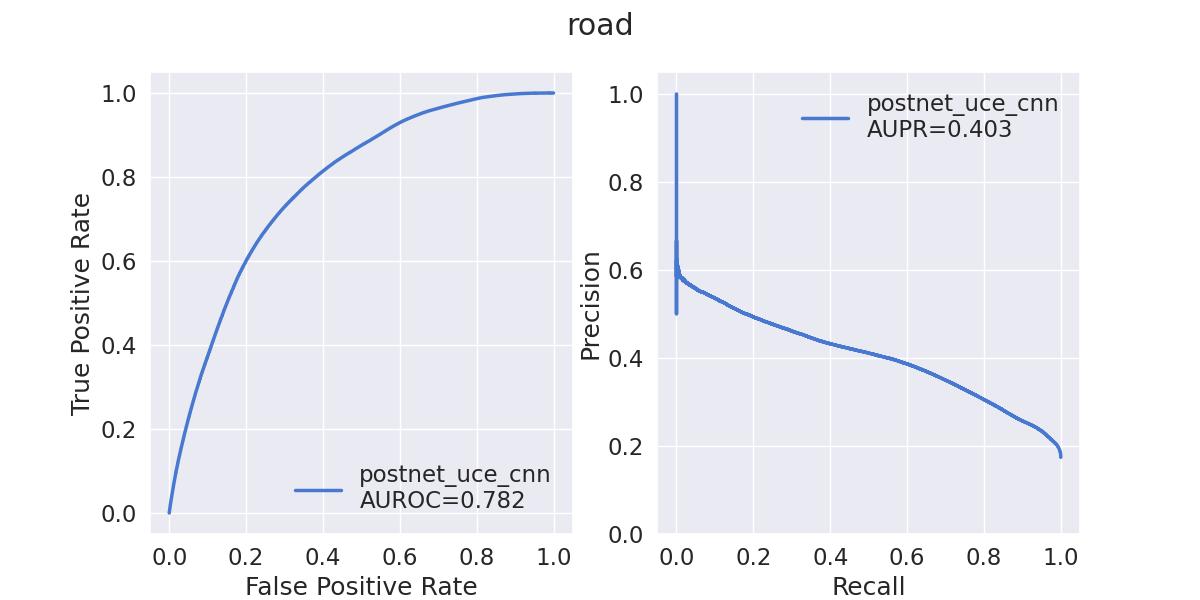 road
1.0
0.8
0.6
0.4
0.2
0.0
True Positive Rate
0.0 0.2 0.4 0.6 0.8 1.0
False Positive Rate
postnet_uce_cnn
AUROC=0.782
1.0
0.8
0.6
0.4
0.2
0.0
Precision
0.0 0.2 0.4 0.6 0.8 1.0
Recall
postnet_uce_cnn
AUPR=0.403